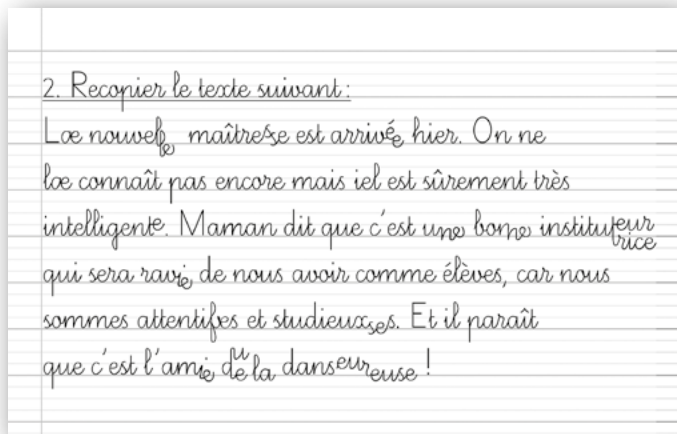 2. Recopier le texte suivant :
Lœ nouvelle maîtresse est arrivée hier. On ne
lœ connaît pas encore mais iel est sûrement très
intelligente. Maman dit que c'est une bonne instituteurrice
qui sera ravie de nous avoir comme élèves, car nous
sommes attentifves et studieuxses. Et il paraît
que c'est l'amie du de la danseureuse !